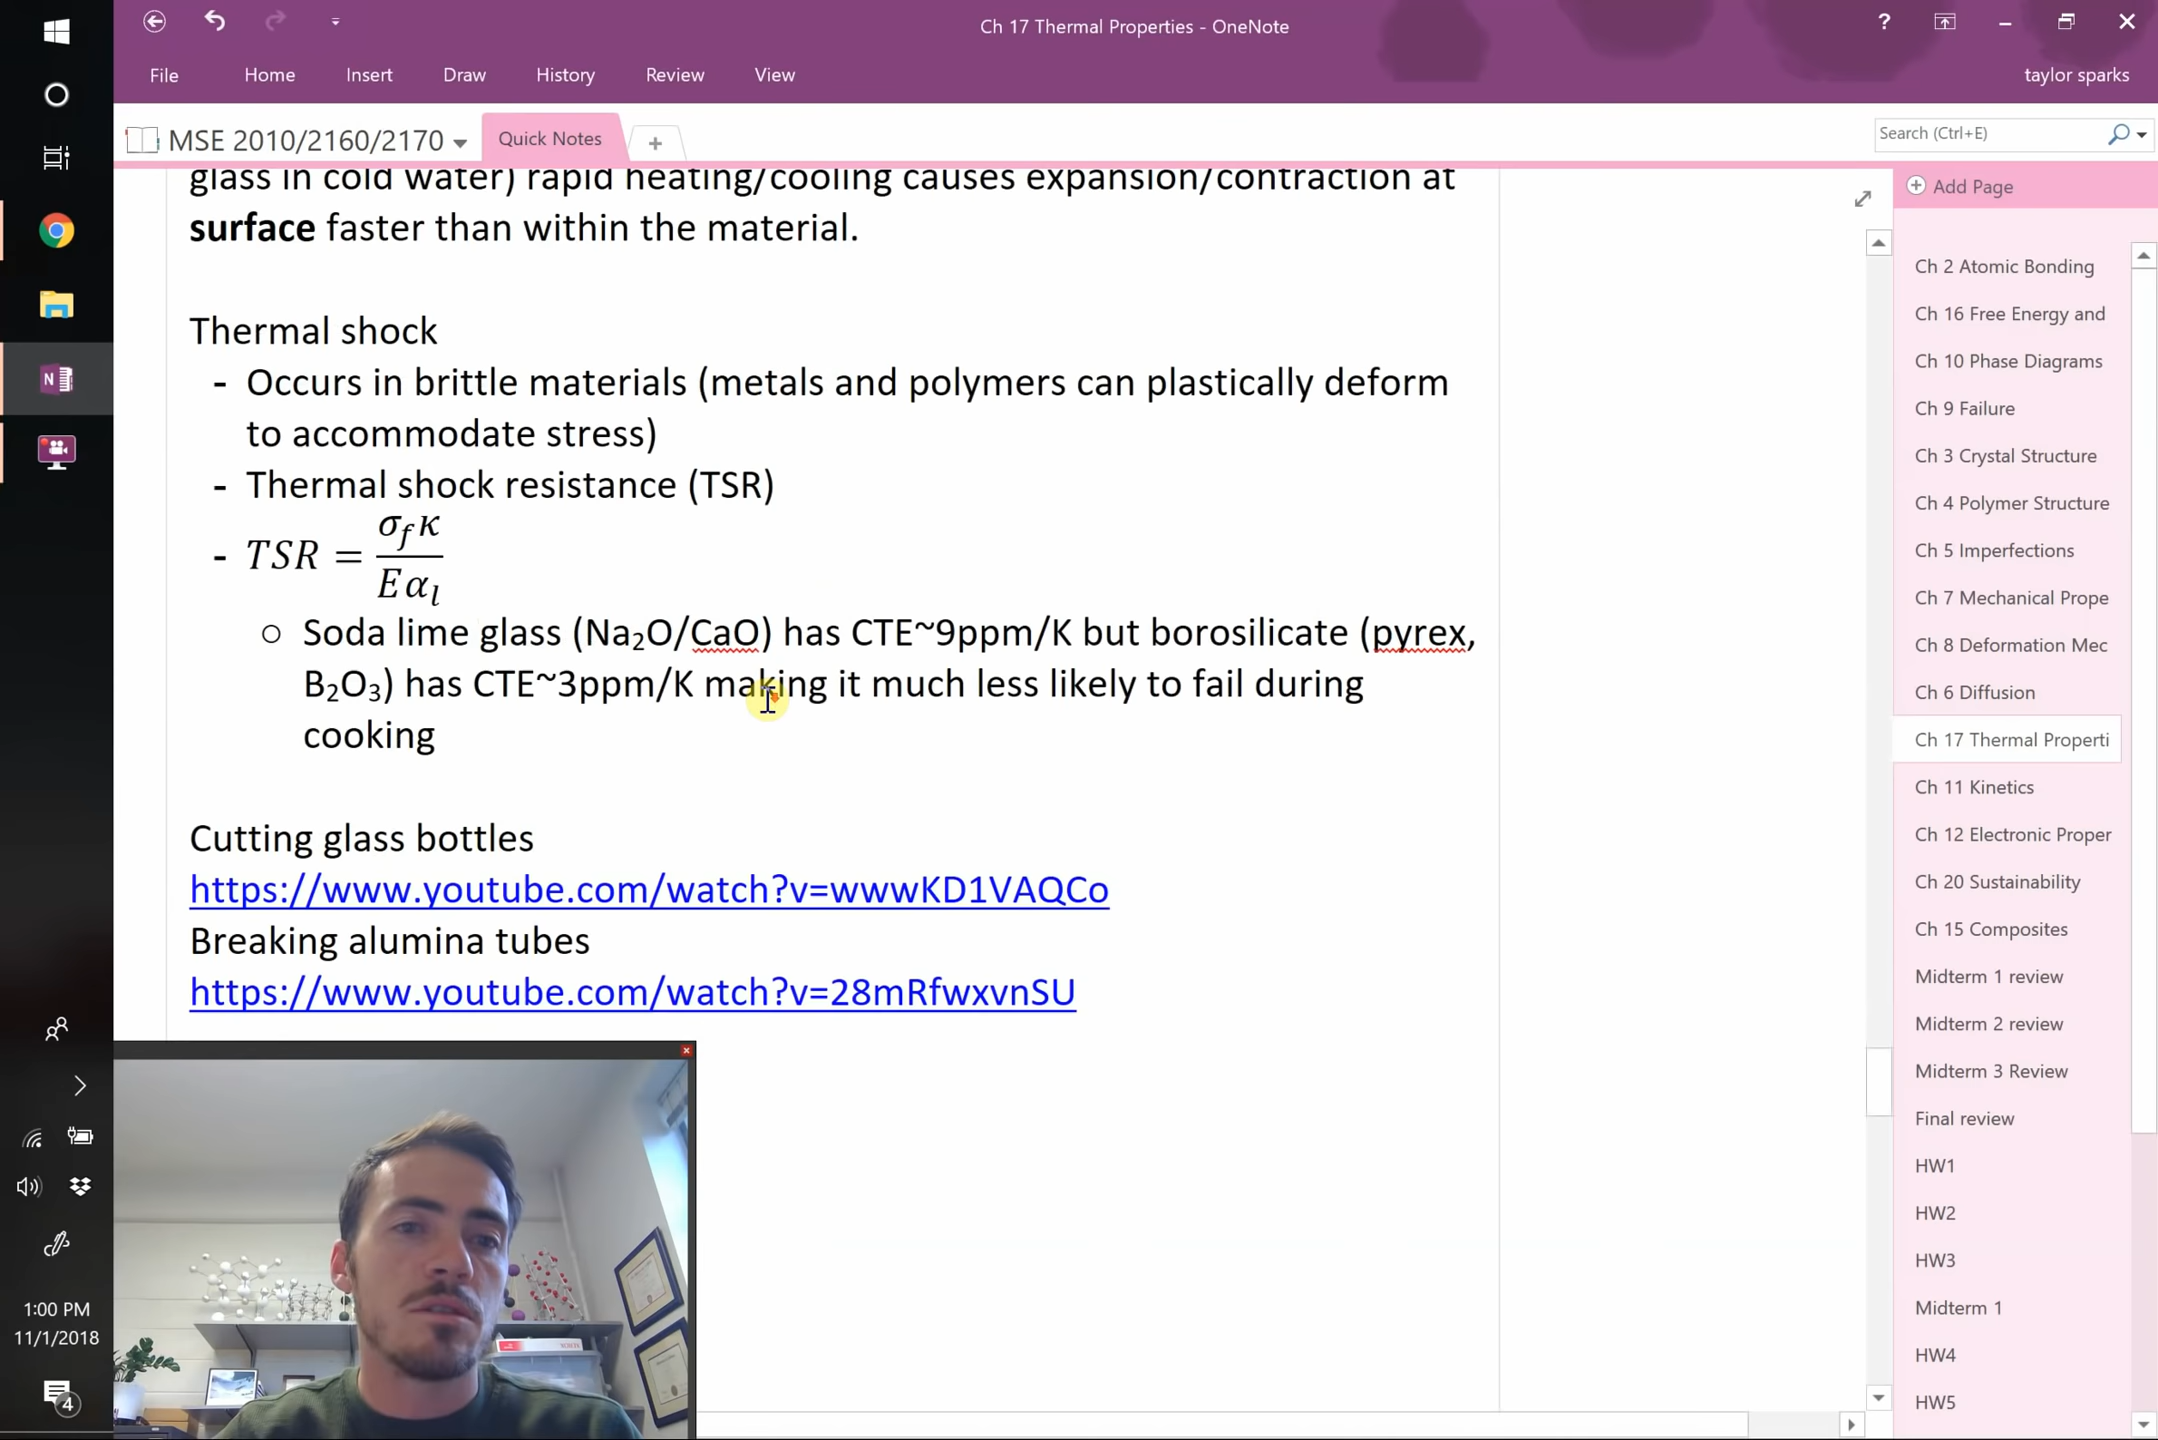 Ch 17 Thermal Properties - OneNote
?
File Home Insert Draw History Review View
taylor sparks
MSE 2010/2160/2170
Quick Notes
Search (Ctrl+E)
glass in cold water) rapid heating/cooling causes expansion/contraction at
surface faster than within the material.
Thermal shock
- Occurs in brittle materials (metals and polymers can plastically deform
to accommodate stress)
- Thermal shock resistance (TSR)
- TSR = σ_f κ / E α_l
○ Soda lime glass (Na₂O/CaO) has CTE~9ppm/K but borosilicate (pyrex,
B₂O₃) has CTE~3ppm/K making it much less likely to fail during
cooking
Cutting glass bottles
https://www.youtube.com/watch?v=wwwKD1VAQCo
Breaking alumina tubes
https://www.youtube.com/watch?v=28mRfwxvnSU
Add Page
Ch 2 Atomic Bonding
Ch 16 Free Energy and
Ch 10 Phase Diagrams
Ch 9 Failure
Ch 3 Crystal Structure
Ch 4 Polymer Structure
Ch 5 Imperfections
Ch 7 Mechanical Prope
Ch 8 Deformation Mec
Ch 6 Diffusion
Ch 17 Thermal Properti
Ch 11 Kinetics
Ch 12 Electronic Proper
Ch 20 Sustainability
Ch 15 Composites
Midterm 1 review
Midterm 2 review
Midterm 3 Review
Final review
HW1
HW2
HW3
Midterm 1
HW4
HW5
N
1:00 PM
11/1/2018
4